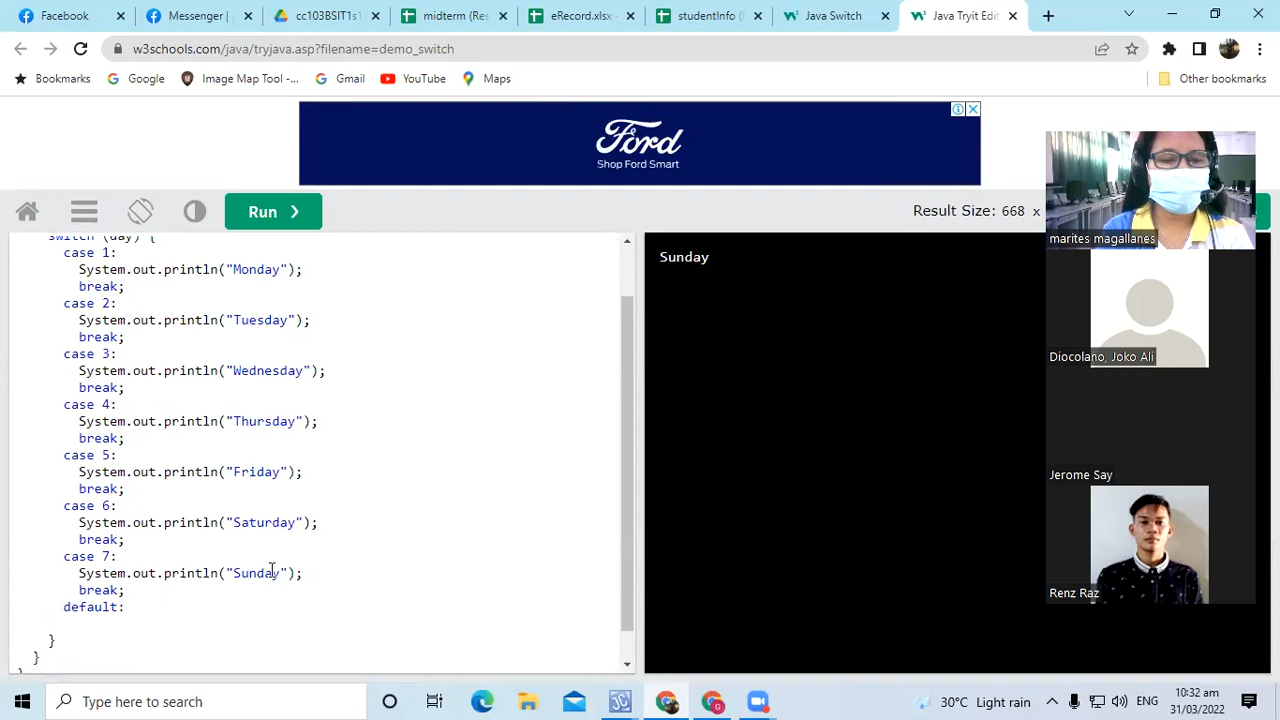 Facebook
Messenger |
cc103BSIT1s1
midterm (Res
eRecord.xlsx -
studentInfo (F
Java Switch
Java Tryit Edit
w3schools.com/java/tryjava.asp?filename=demo_switch
Bookmarks
Google
Image Map Tool -...
Gmail
YouTube
Maps
Other bookmarks
Ford
Shop Ford Smart
Run ❯
Result Size: 668 x
switch (day) {
case 1:
System.out.println("Monday");
break;
case 2:
System.out.println("Tuesday");
break;
case 3:
System.out.println("Wednesday");
break;
case 4:
System.out.println("Thursday");
break;
case 5:
System.out.println("Friday");
break;
case 6:
System.out.println("Saturday");
break;
case 7:
System.out.println("Sunday");
break;
default:
}
}
Sunday
marites magallanes
Diocolano, Joko Ali
Jerome Say
Renz Raz
Type here to search
30°C Light rain
ENG
10:32 am
31/03/2022